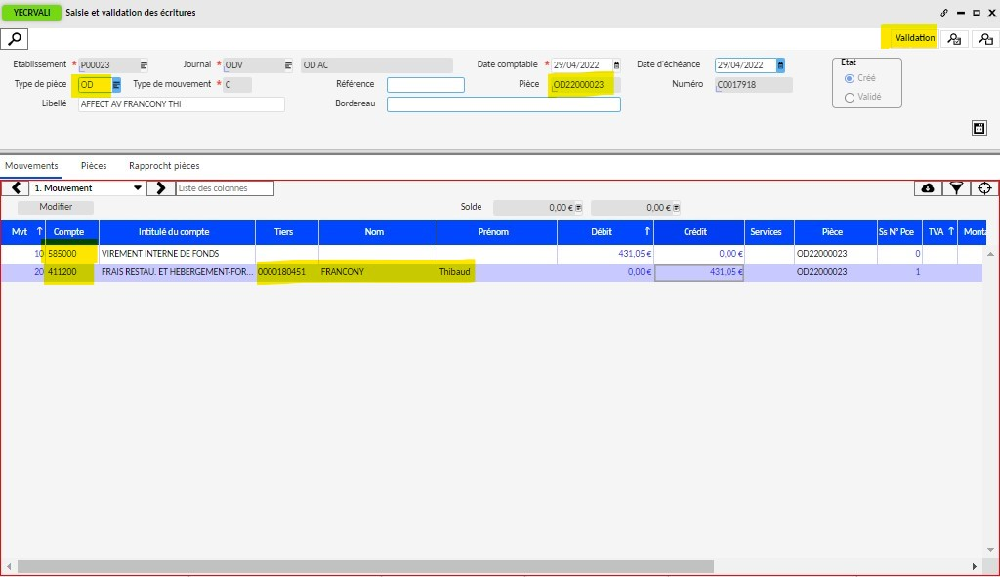 YECRVALI Saisie et validation des écritures
Validation
Etablissement * P00023 Journal * ODV OD AC Date comptable * 29/04/2022 Date d'échéance 29/04/2022 Etat
Créé
Type de pièce OD Type de mouvement * C Référence Pièce OD22000023 Numéro C0017918
Validé
Libellé AFFECT AV FRANCONY THI Bordereau
Mouvements Pièces Rapprocht pièces
1. Mouvement Liste des colonnes
Modifier Solde 0,00 € 0,00 €
Mvt Compte Intitulé du compte Tiers Nom Prénom Débit Crédit Services Pièce Ss N° Pce TVA Monta
10 585000 VIREMENT INTERNE DE FONDS 431,05 € 0,00 € OD22000023 0
20 411200 FRAIS RESTAU. ET HEBERGEMENT-FOR... 0000180451 FRANCONY Thibaud 0,00 € 431,05 € OD22000023 1